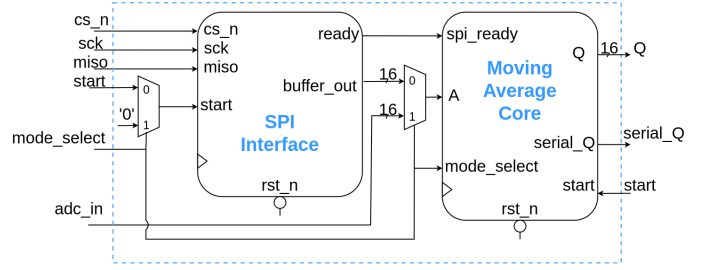 cs_n
sck
miso
start
'0'
mode_select
adc_in
0
1
cs_n
sck
miso
start
ready
buffer_out
SPI
Interface
rst_n
16
16
0
1
spi_ready
A
mode_select
Moving
Average
Core
Q
serial_Q
start
rst_n
16
Q
serial_Q
start